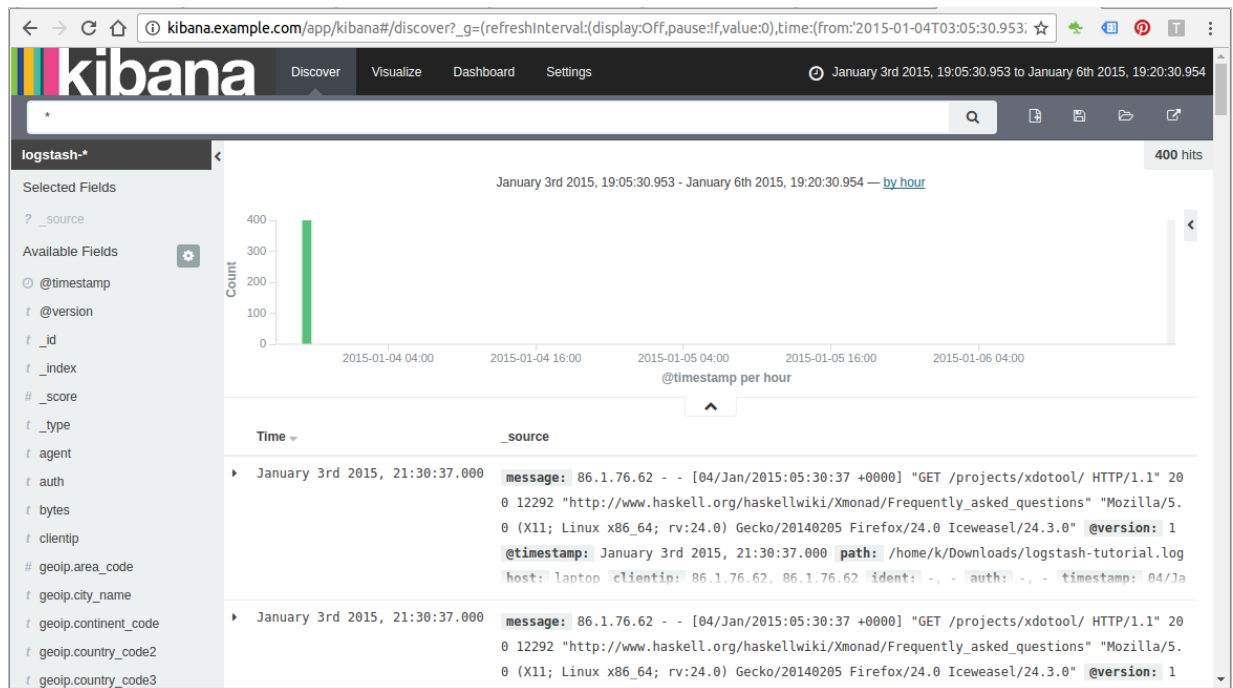 kibana.example.com/app/kibana#/discover?_g=(refreshInterval:(display:Off,pause:!f,value:0),time:(from:'2015-01-04T03:05:30.953
T
kibana
Discover Visualize Dashboard Settings January 3rd 2015, 19:05:30.953 to January 6th 2015, 19:20:30.954
*
logstash-*
400 hits
Selected Fields
? _source
Available Fields
@timestamp
t @version
t _id
t _index
# _score
t _type
t agent
t auth
t bytes
t clientip
# geoip.area_code
t geoip.city_name
t geoip.continent_code
t geoip.country_code2
t geoip.country_code3
January 3rd 2015, 19:05:30.953 - January 6th 2015, 19:20:30.954 — by hour
Count
400
300
200
100
0
2015-01-04 04:00 2015-01-04 16:00 2015-01-05 04:00 2015-01-05 16:00 2015-01-06 04:00
@timestamp per hour
Time _source
January 3rd 2015, 21:30:37.000 message: 86.1.76.62 - - [04/Jan/2015:05:30:37 +0000] "GET /projects/xdotool/ HTTP/1.1" 20
0 12292 "http://www.haskell.org/haskellwiki/Xmonad/Frequently_asked_questions" "Mozilla/5.
0 (X11; Linux x86_64; rv:24.0) Gecko/20140205 Firefox/24.0 Iceweasel/24.3.0" @version: 1
@timestamp: January 3rd 2015, 21:30:37.000 path: /home/k/Downloads/logstash-tutorial.log
host: laptop clientip: 86.1.76.62, 86.1.76.62 ident: -, - auth: -, - timestamp: 04/Ja
January 3rd 2015, 21:30:37.000 message: 86.1.76.62 - - [04/Jan/2015:05:30:37 +0000] "GET /projects/xdotool/ HTTP/1.1" 20
0 12292 "http://www.haskell.org/haskellwiki/Xmonad/Frequently_asked_questions" "Mozilla/5.
0 (X11; Linux x86_64; rv:24.0) Gecko/20140205 Firefox/24.0 Iceweasel/24.3.0" @version: 1